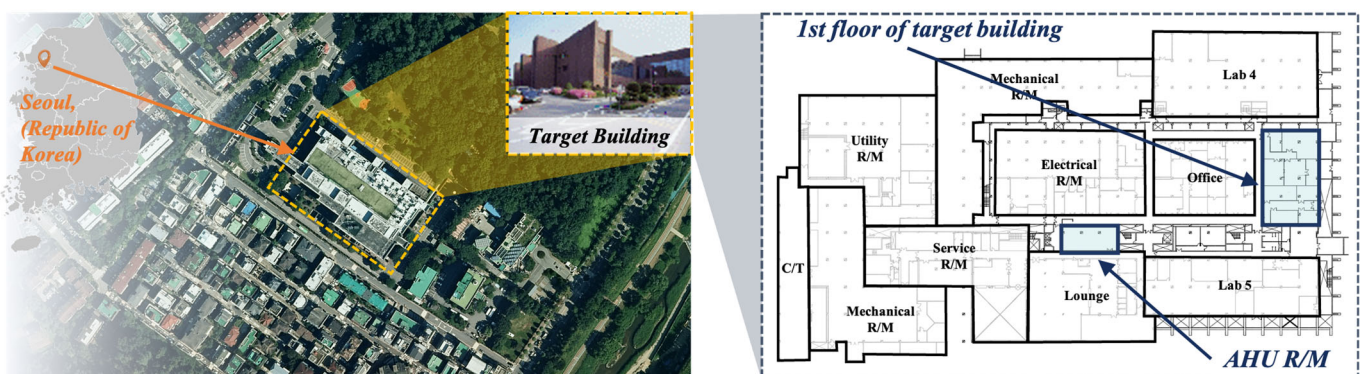 Seoul,
(Republic of
Korea)
Target Building
1st floor of target building
Mechanical
R/M
Lab 4
Utility
R/M
Electrical
R/M
Office
Service
R/M
C/T
Lounge
Lab 5
Mechanical
R/M
AHU R/M